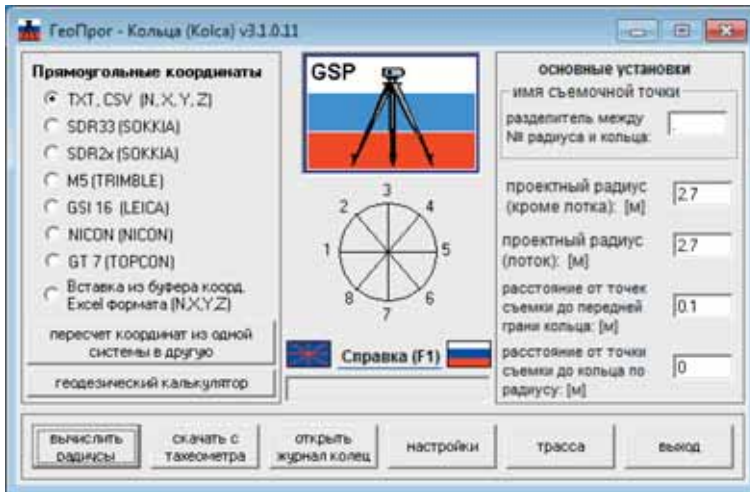 ГеоПрог - Кольца (Kolca) v3.1.0.11
Прямоугольные координаты
TXT, CSV (N, X, Y, Z)
SDR33 (SOKKIA)
SDR2x (SOKKIA)
M5 (TRIMBLE)
GSI 16 (LEICA)
NICON (NICON)
GT 7 (TOPCON)
Вставка из буфера коорд.
Excel формата (N,X,Y,Z)
пересчет координат из одной
системы в другую
геодезический калькулятор
GSP
3
2 4
1 5
8 6
7
Справка (F1)
основные установки
имя съемочной точки
разделитель между
№ радиуса и кольца:
проектный радиус
(кроме лотка): [м] 2.7
проектный радиус
(лоток): [м] 2.7
расстояние от точек
съемки до передней
грани кольца: [м] 0.1
расстояние от точки
съемки до кольца по
радиусу: [м] 0
вычислить
радиусы
скачать с
тахеометра
открыть
журнал колец
настройки
трасса
выход